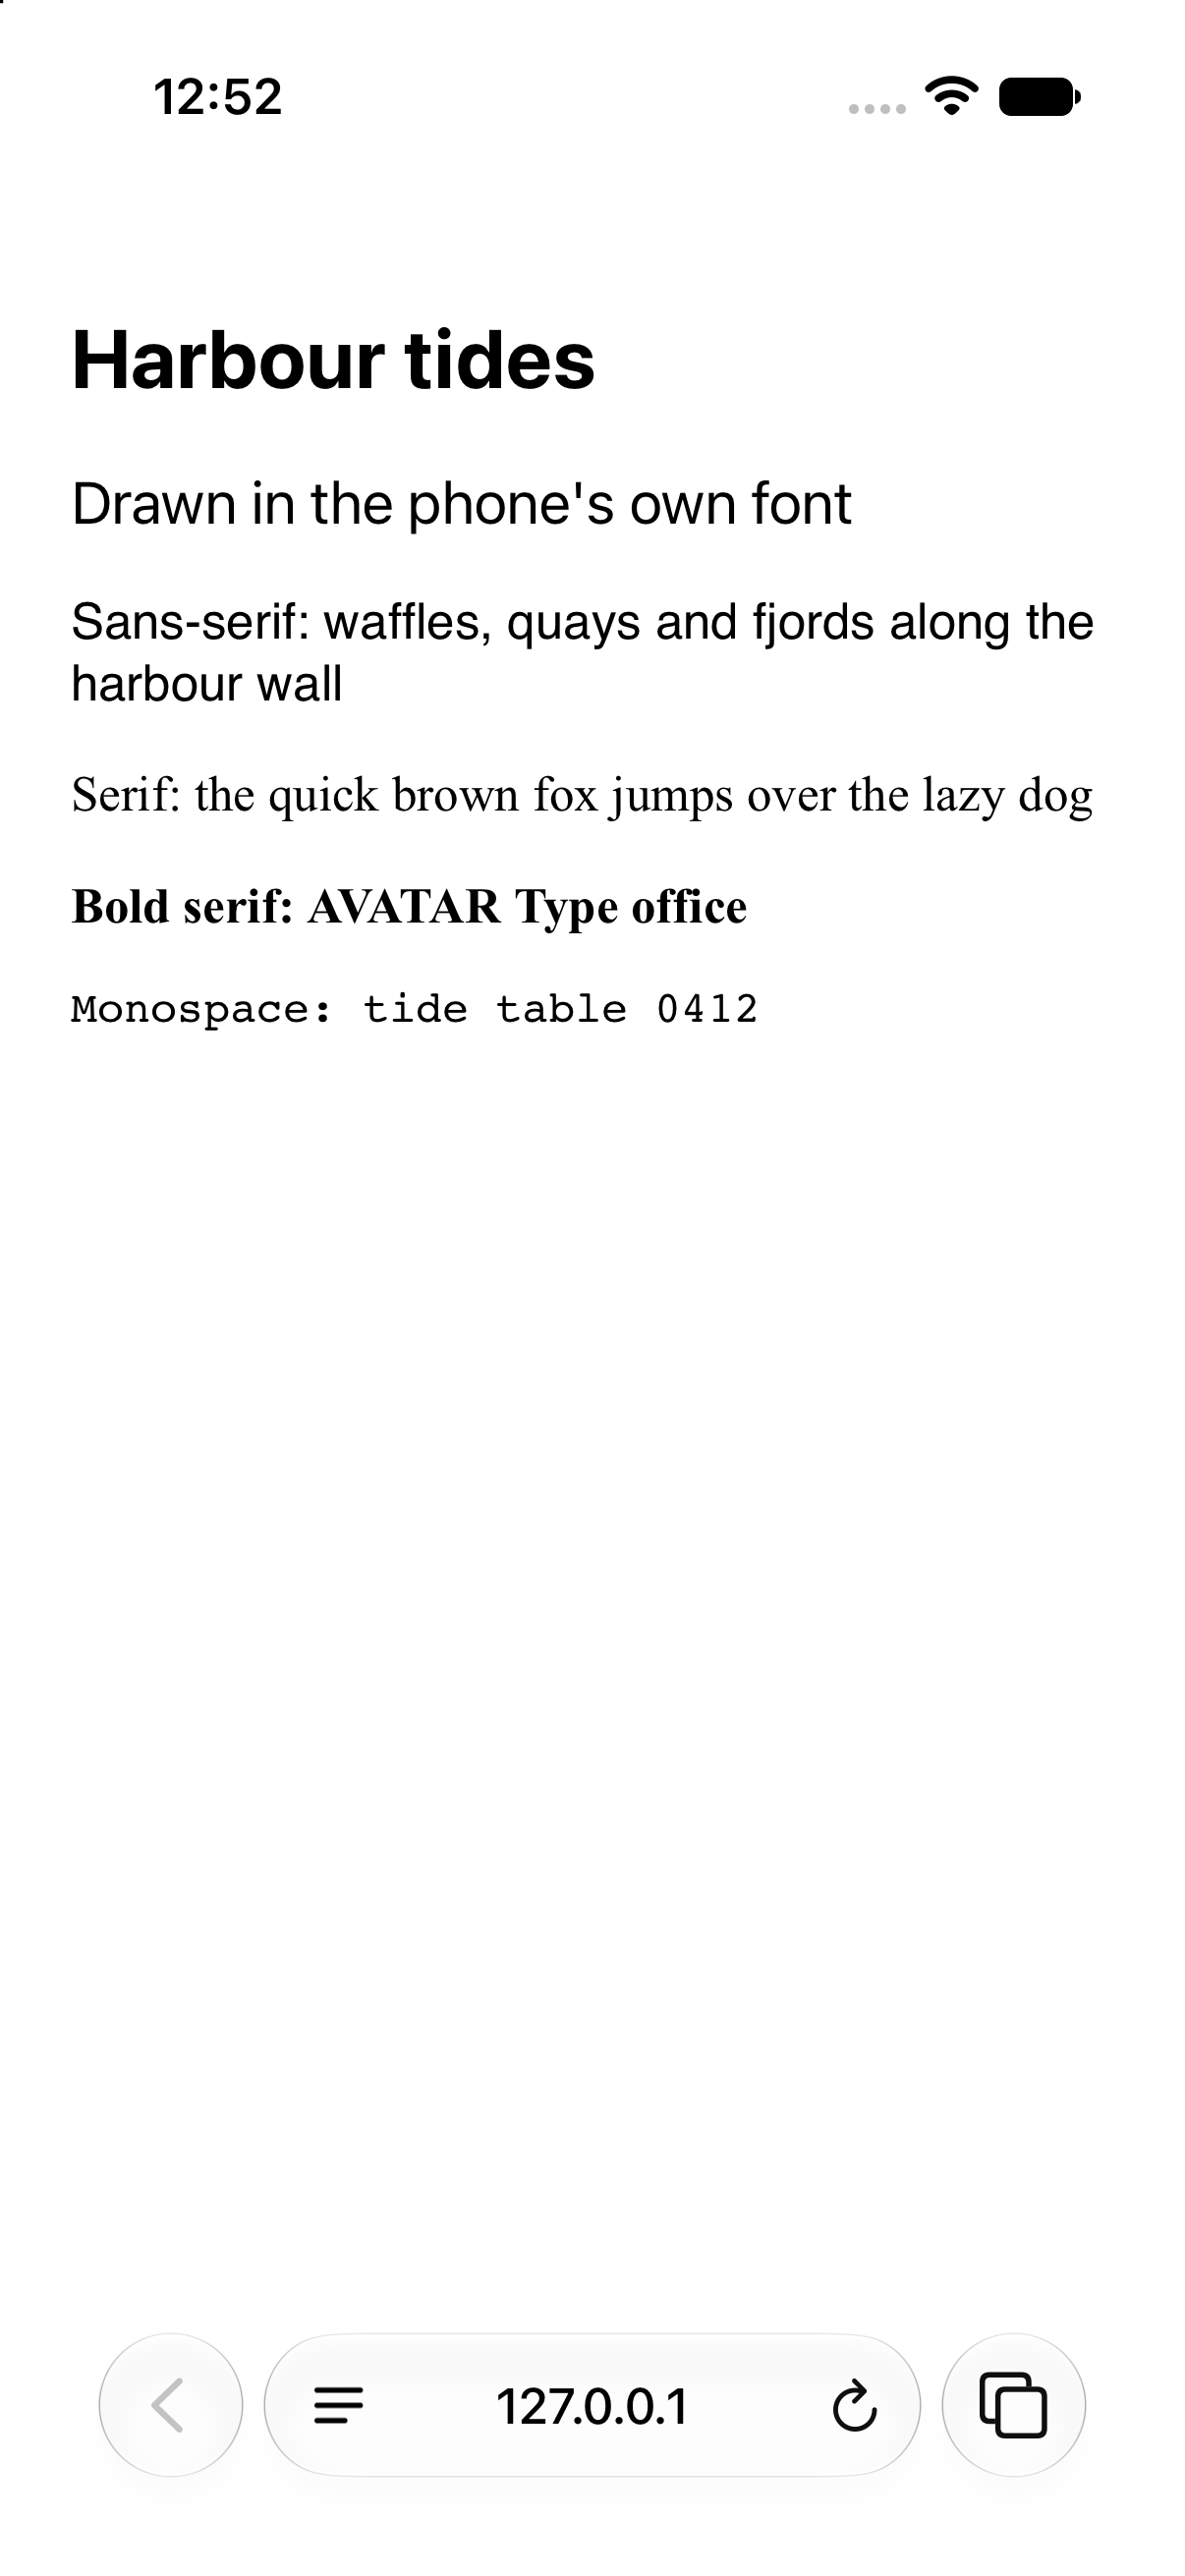 12:52
Harbour tides
Drawn in the phone's own font
Sans-serif: waffles, quays and fjords along the
harbour wall
Serif: the quick brown fox jumps over the lazy dog
Bold serif: AVATAR Type office
Monospace: tide table 0412
127.0.0.1